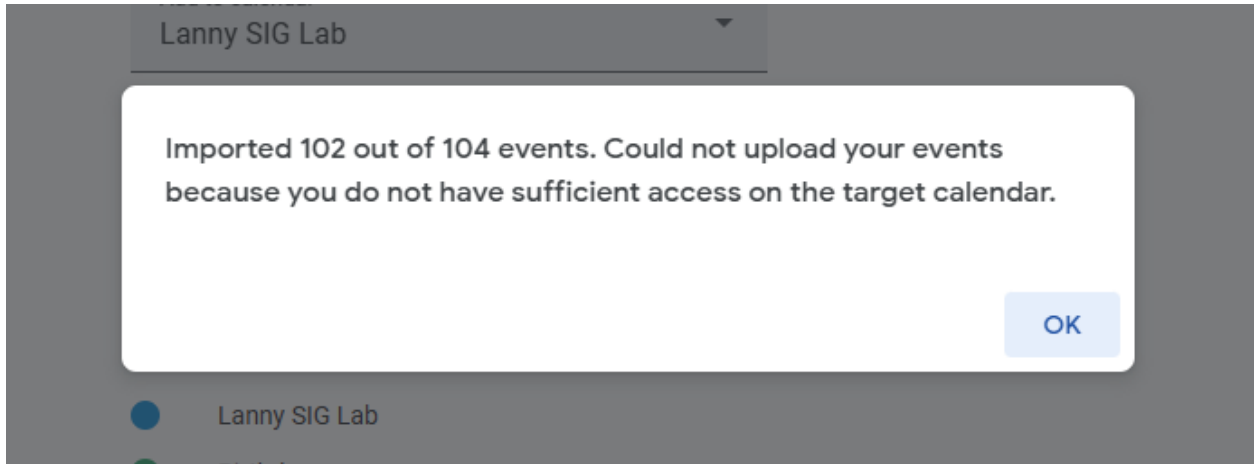 Lanny SIG Lab
Imported 102 out of 104 events. Could not upload your events
because you do not have sufficient access on the target calendar.
OK
Lanny SIG Lab